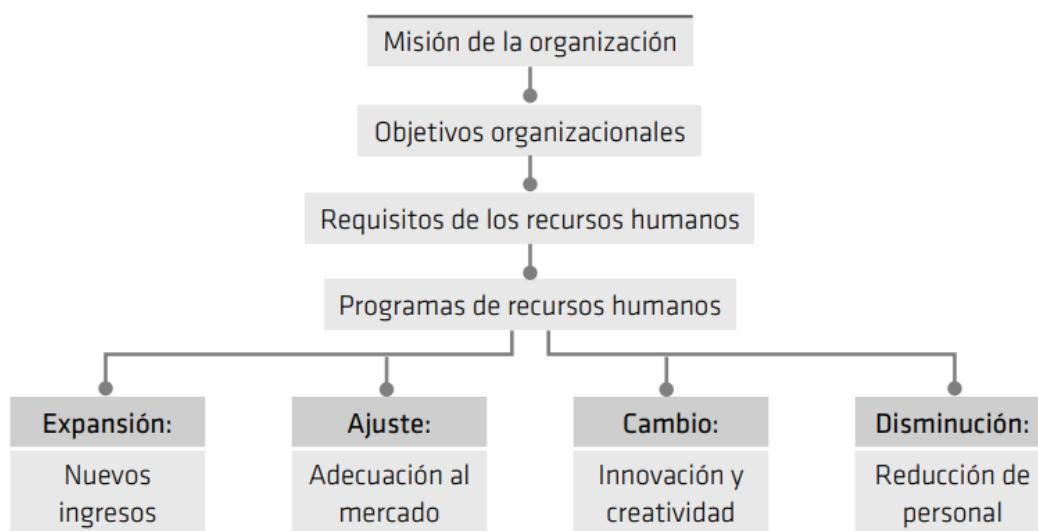 Misión de la organización
Objetivos organizacionales
Requisitos de los recursos humanos
Programas de recursos humanos
Expansión:
Nuevos
ingresos
Ajuste:
Adecuación al
mercado
Cambio:
Innovación y
creatividad
Disminución:
Reducción de
personal